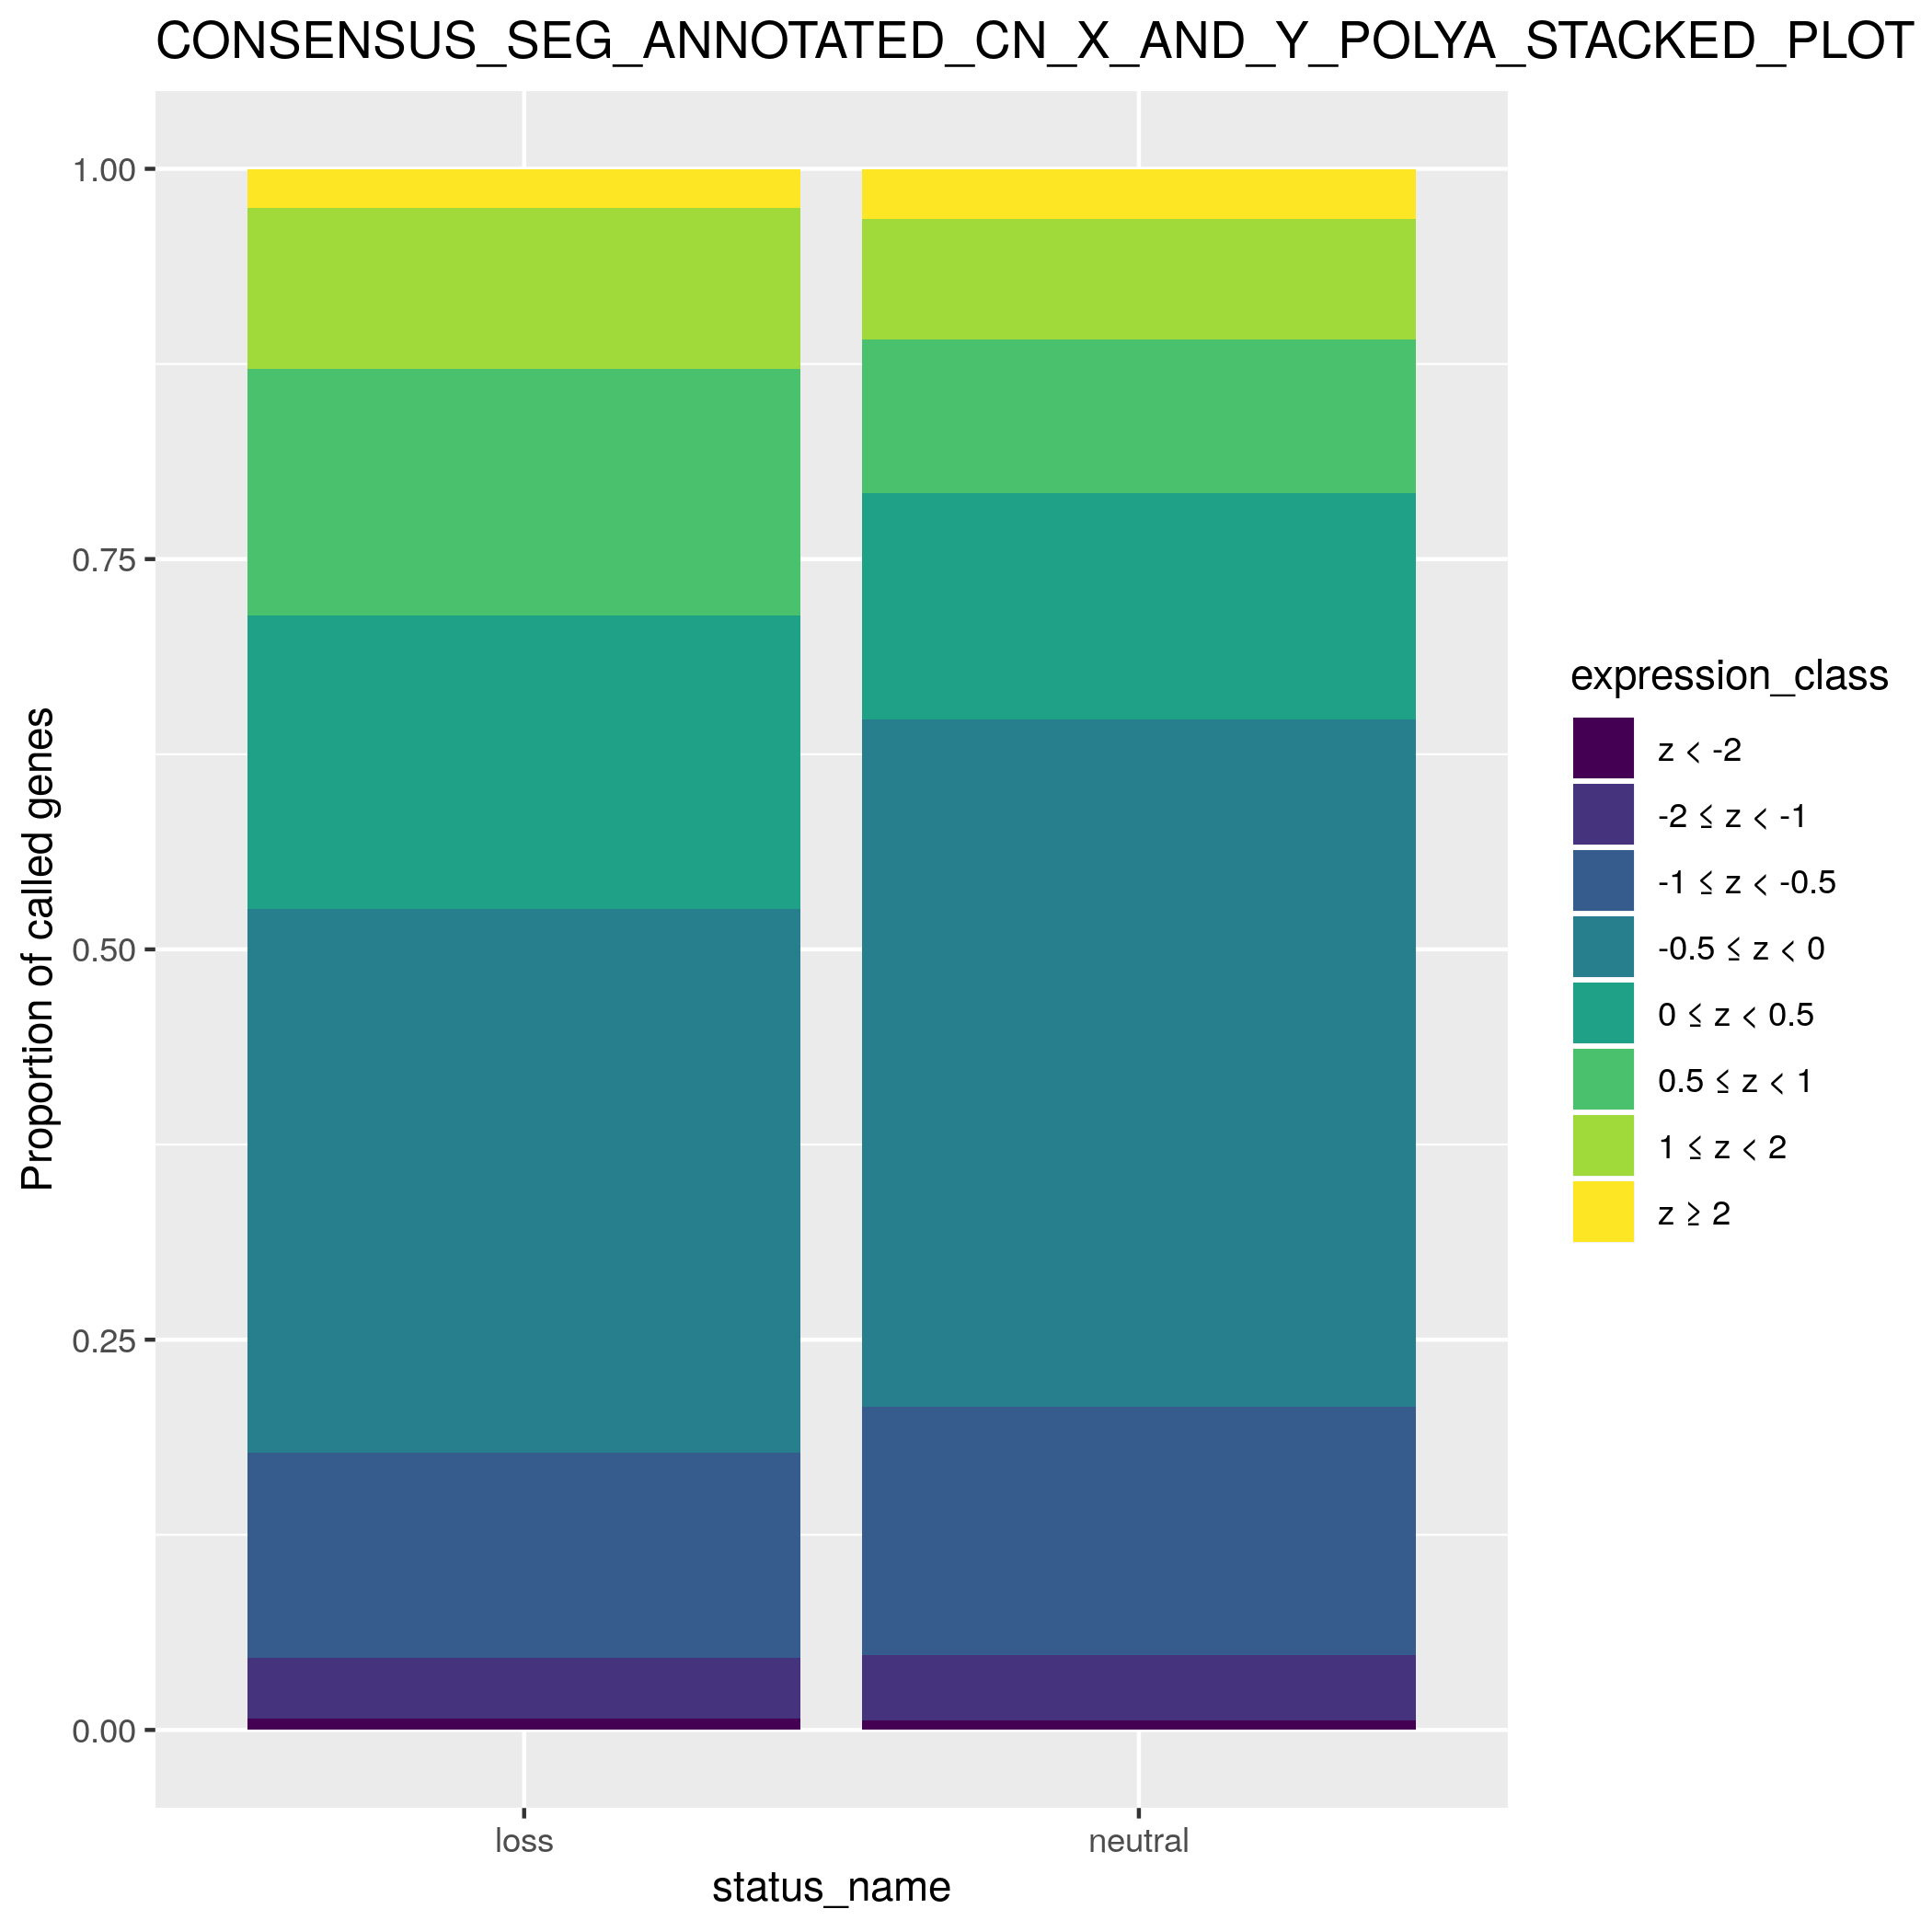 CONSENSUS_SEG_ANNOTATED_CN_X_AND_Y_POLYA_STACKED_PLOT
1.00
0.75
0.50
0.25
0.00
Proportion of called genes
loss
neutral
status_name
expression_class
z < -2
-2 ≤ z < -1
-1 ≤ z < -0.5
-0.5 ≤ z < 0
0 ≤ z < 0.5
0.5 ≤ z < 1
1 ≤ z < 2
z ≥ 2